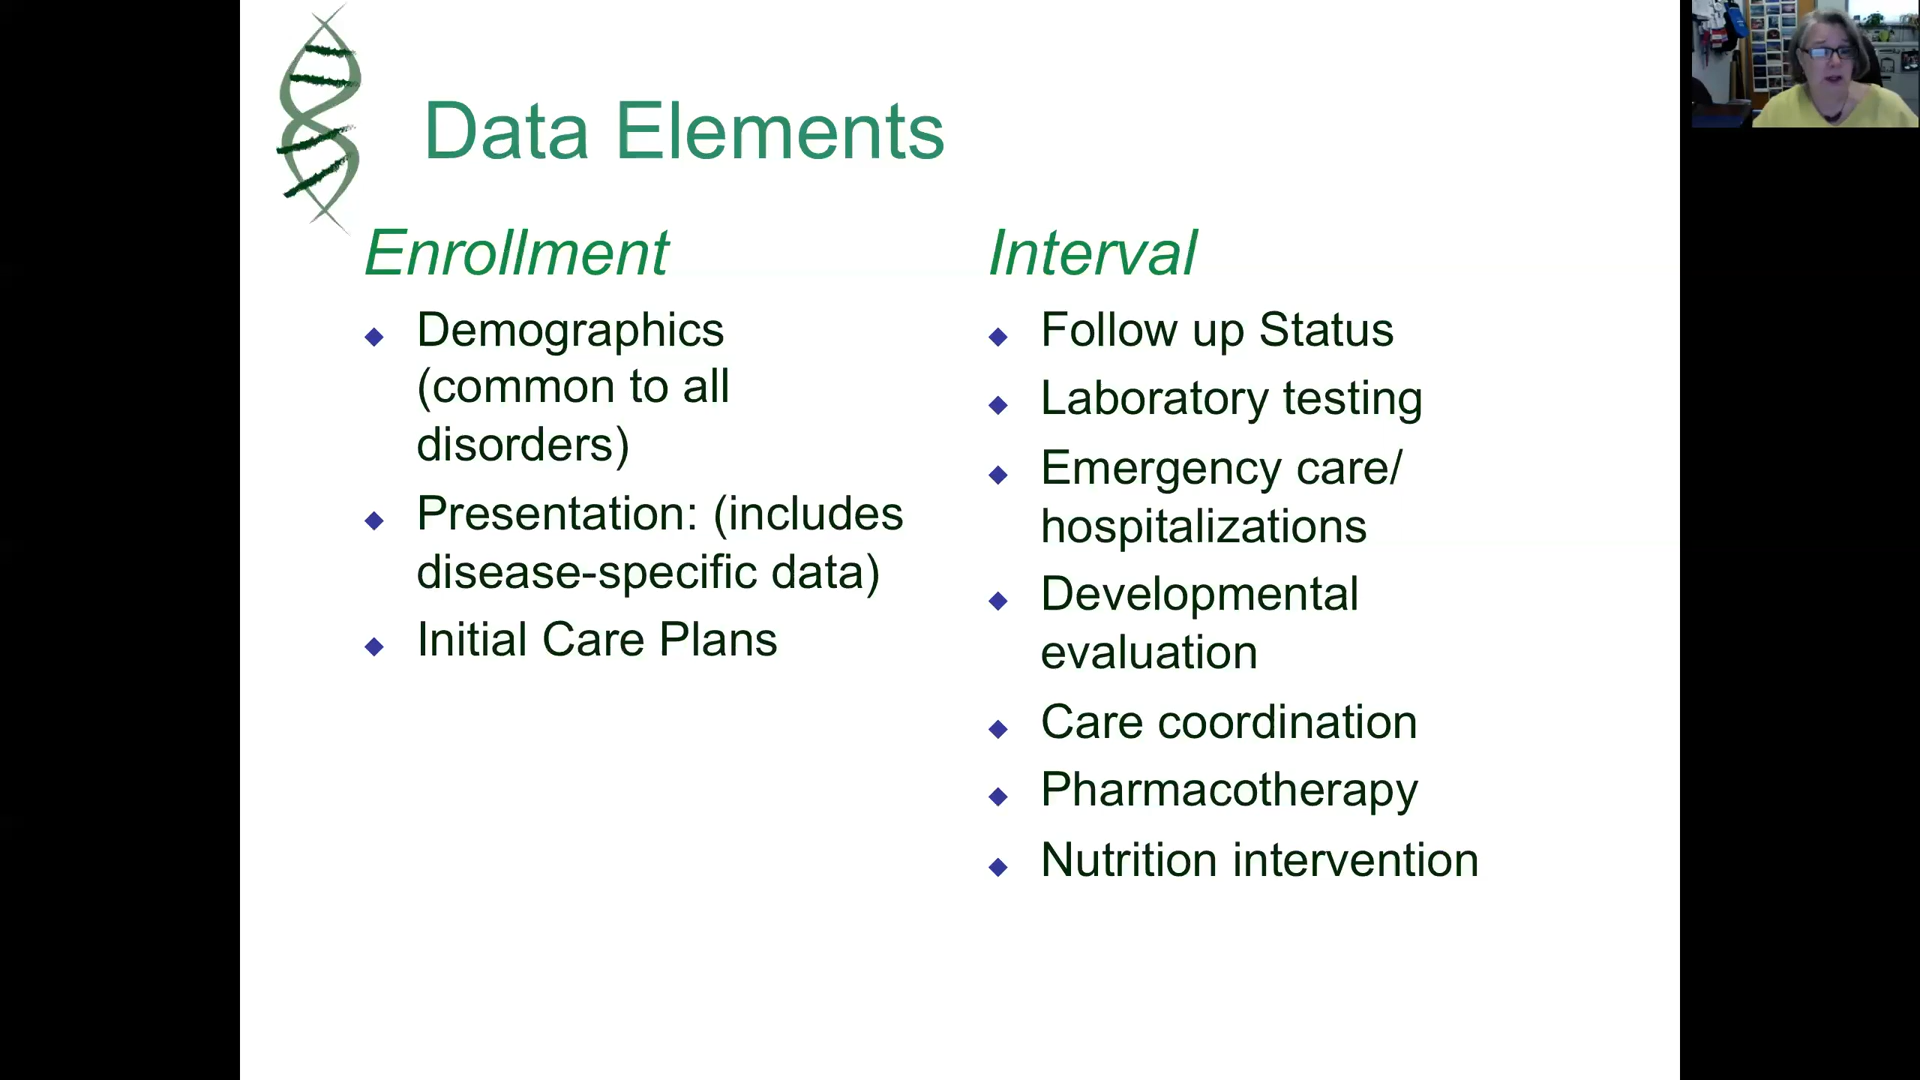 Data Elements
Enrollment
Demographics
(common to all
disorders)
Presentation: (includes
disease-specific data)
Initial Care Plans
Interval
Follow up Status
Laboratory testing
Emergency care/
hospitalizations
Developmental
evaluation
Care coordination
Pharmacotherapy
Nutrition intervention